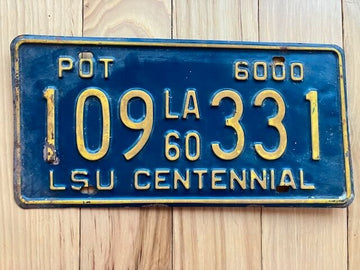 POT 6000
109 LA 60 331
LSU CENTENNIAL